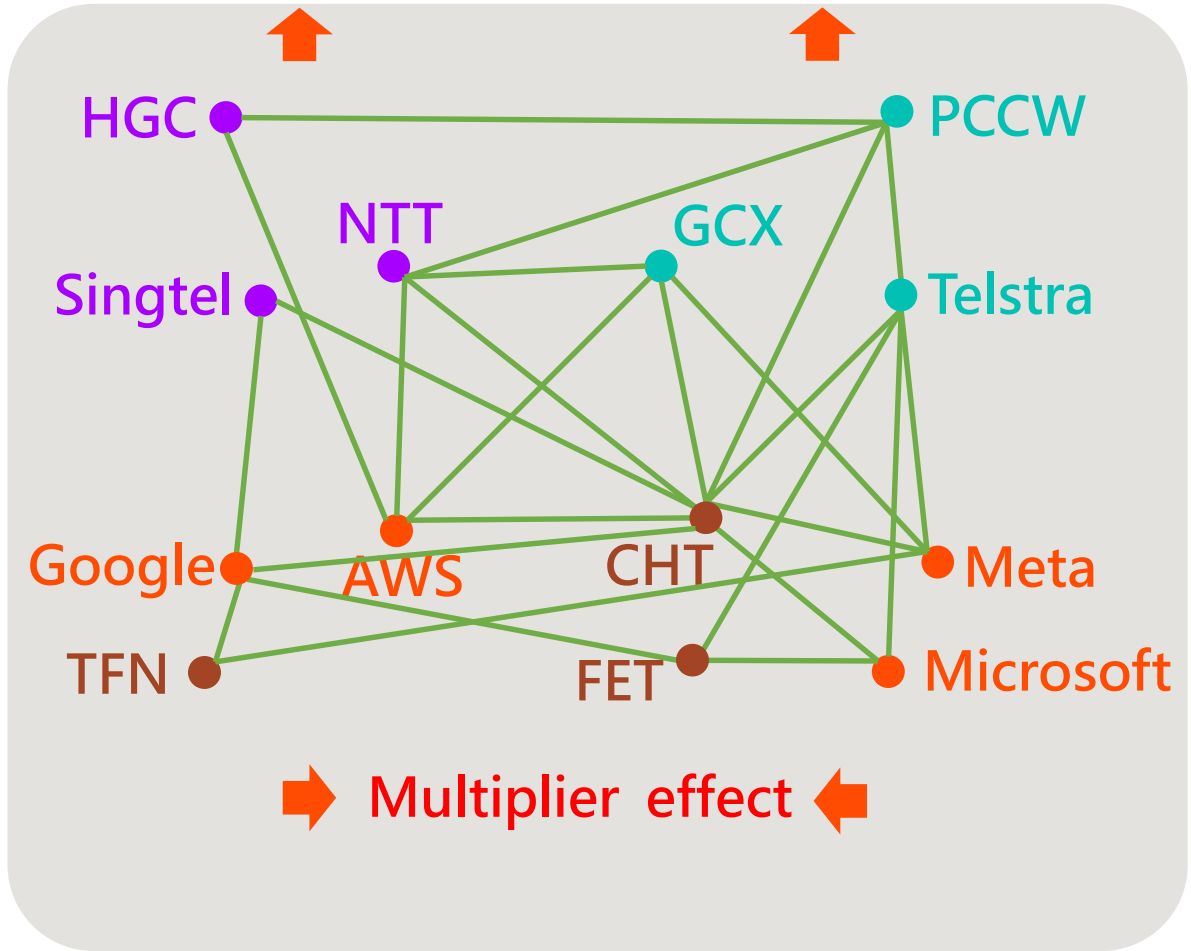 HGC
PCCW
NTT
GCX
Singtel
Telstra
Google
AWS
CHT
Meta
TFN
FET
Microsoft
Multiplier effect